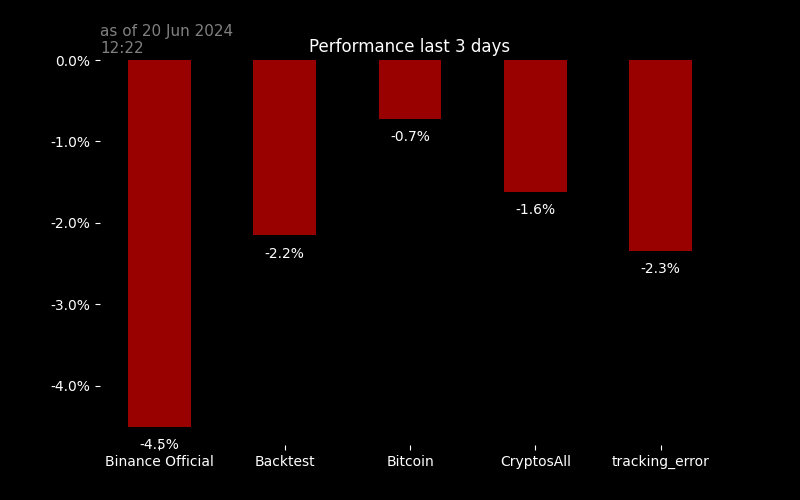 as of 20 Jun 2024
12:22
Performance last 3 days
0.0%
-1.0%
-2.0%
-3.0%
-4.0%
-4.5%
-2.2%
-0.7%
-1.6%
-2.3%
Binance Official
Backtest
Bitcoin
CryptosAll
tracking_error